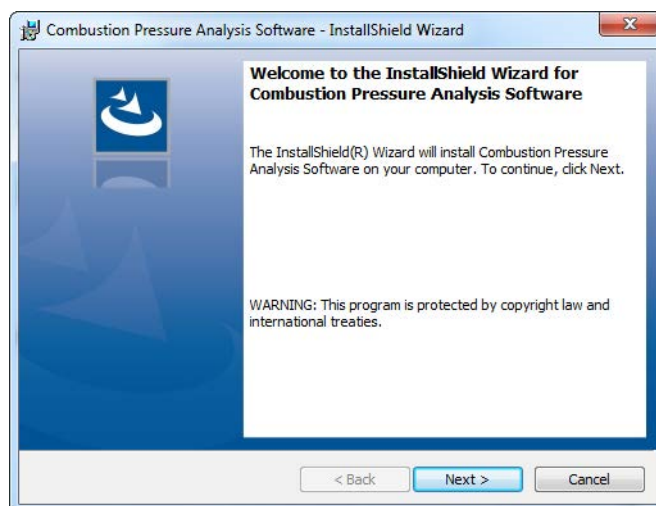 Combustion Pressure Analysis Software - InstallShield Wizard
Welcome to the InstallShield Wizard for
Combustion Pressure Analysis Software
The InstallShield(R) Wizard will install Combustion Pressure
Analysis Software on your computer. To continue, click Next.
WARNING: This program is protected by copyright law and
international treaties.
< Back
Next >
Cancel